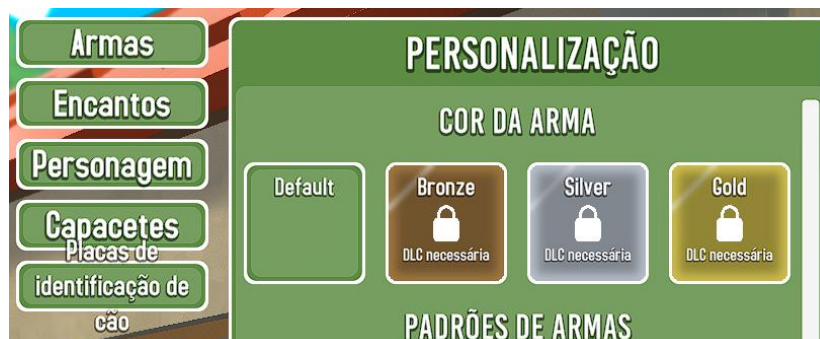 Armas
Encantos
Personagem
Capacetes
Placas de
identificação de
cão
PERSONALIZAÇÃO
COR DA ARMA
Default
Bronze
DLC necessária
Silver
DLC necessária
Gold
DLC necessária
PADRÕES DE ARMAS